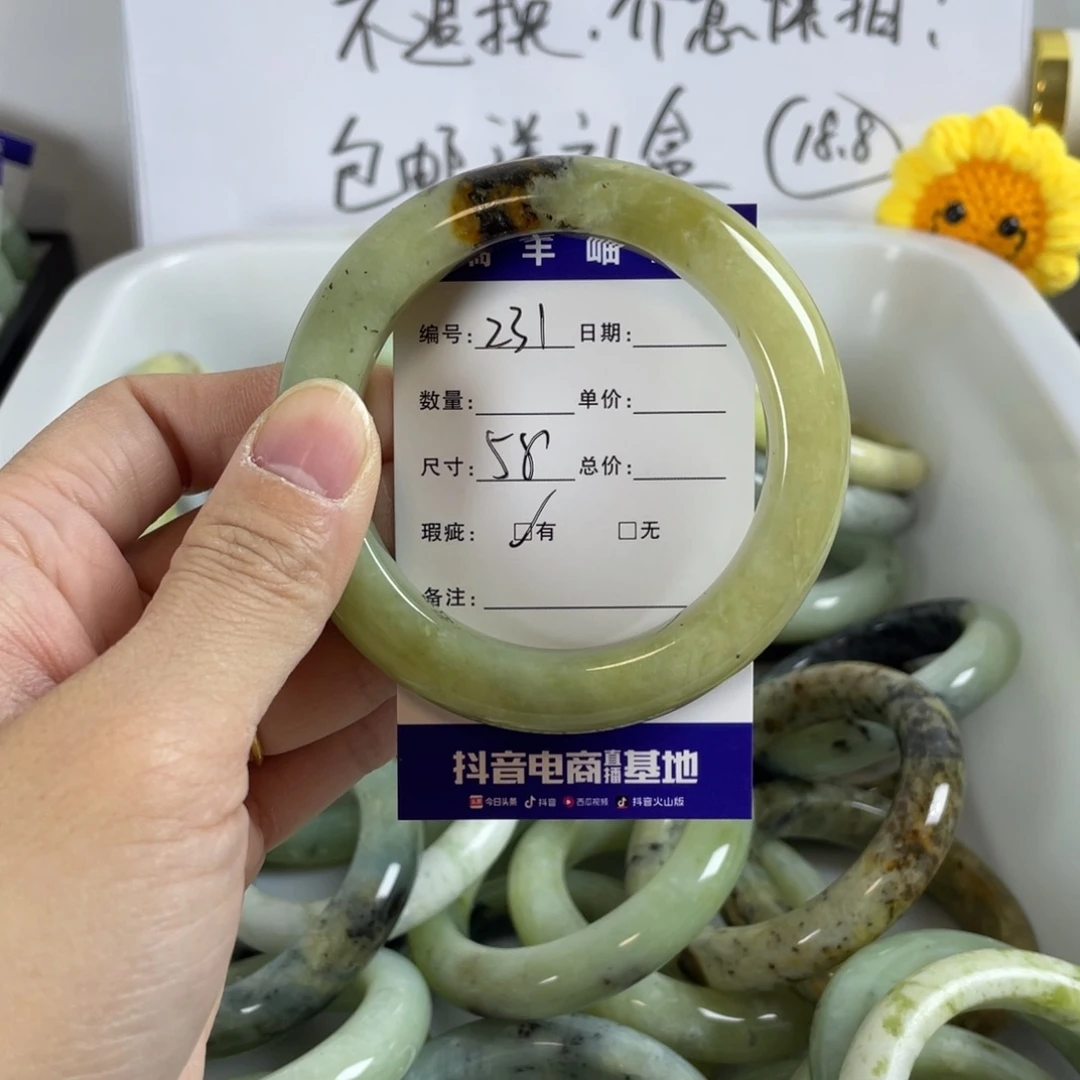 不退换.介意慎拍!
包邮送礼盒 18.8
羊 崛
编号: 231 日期:
数量: 单价:
尺寸: 58 总价:
瑕疵: 有 无
备注:
抖音电商直播基地
今日头条 抖音 西瓜视频 抖音火山版